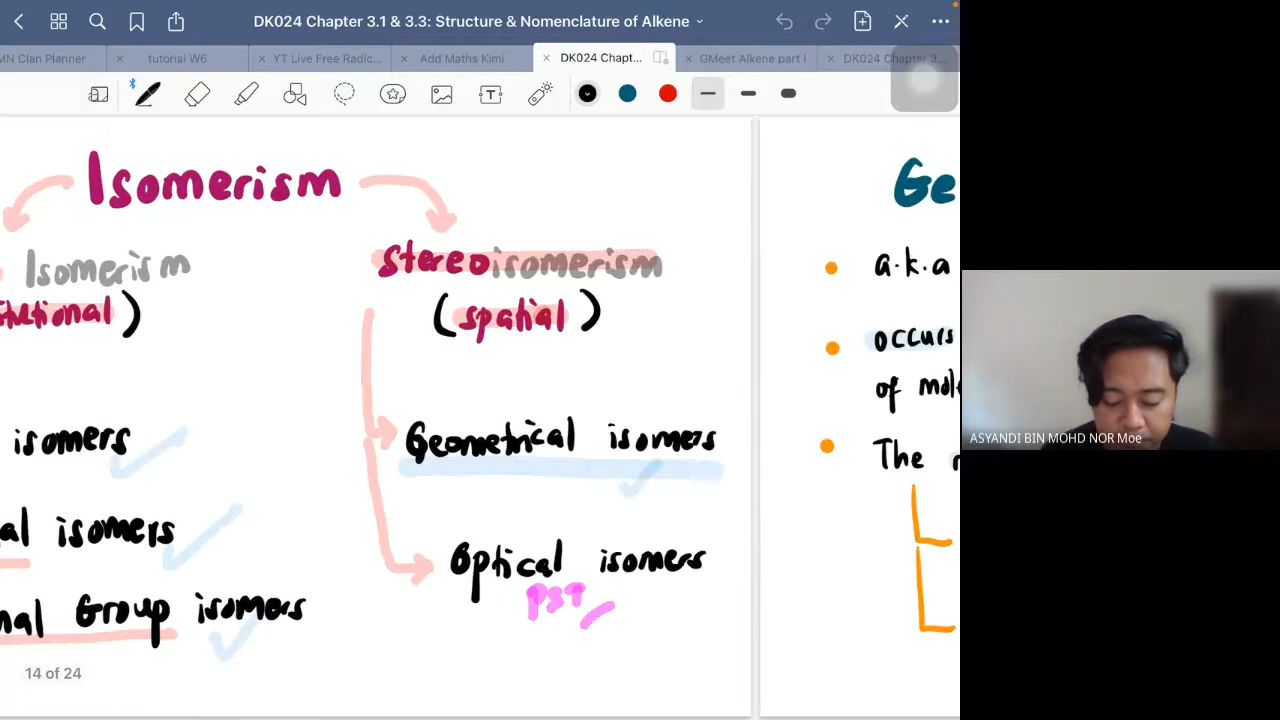 DK024 Chapter 3.1 & 3.3: Structure & Nomenclature of Alkene
MN Clan Planner
tutorial W6
YT Live Free Radic...
Add Maths Kimi
DK024 Chapt...
GMeet Alkene part I
DK024 Chapter 3....
Isomerism
Isomerism
stereoisomerism
(spatial)
isomers
Geometrical isomers
isomers
Optical isomers
PST
Group isomers
14 of 24
Ge
a.k.a
occurs
of mol
The
ASYANDI BIN MOHD NOR Moe